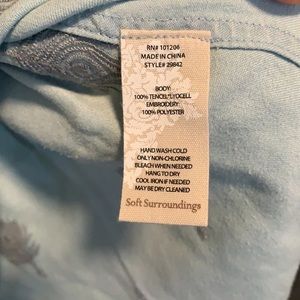 RN# 101206
MADE IN CHINA
STYLE# 29842
BODY:
100% TENCEL®LYOCELL
EMBROIDERY:
100% POLYESTER
HAND WASH COLD
ONLY NON-CHLORINE
BLEACH WHEN NEEDED
HANG TO DRY
COOL IRON IF NEEDED
MAY BE DRY CLEANED
Soft Surroundings